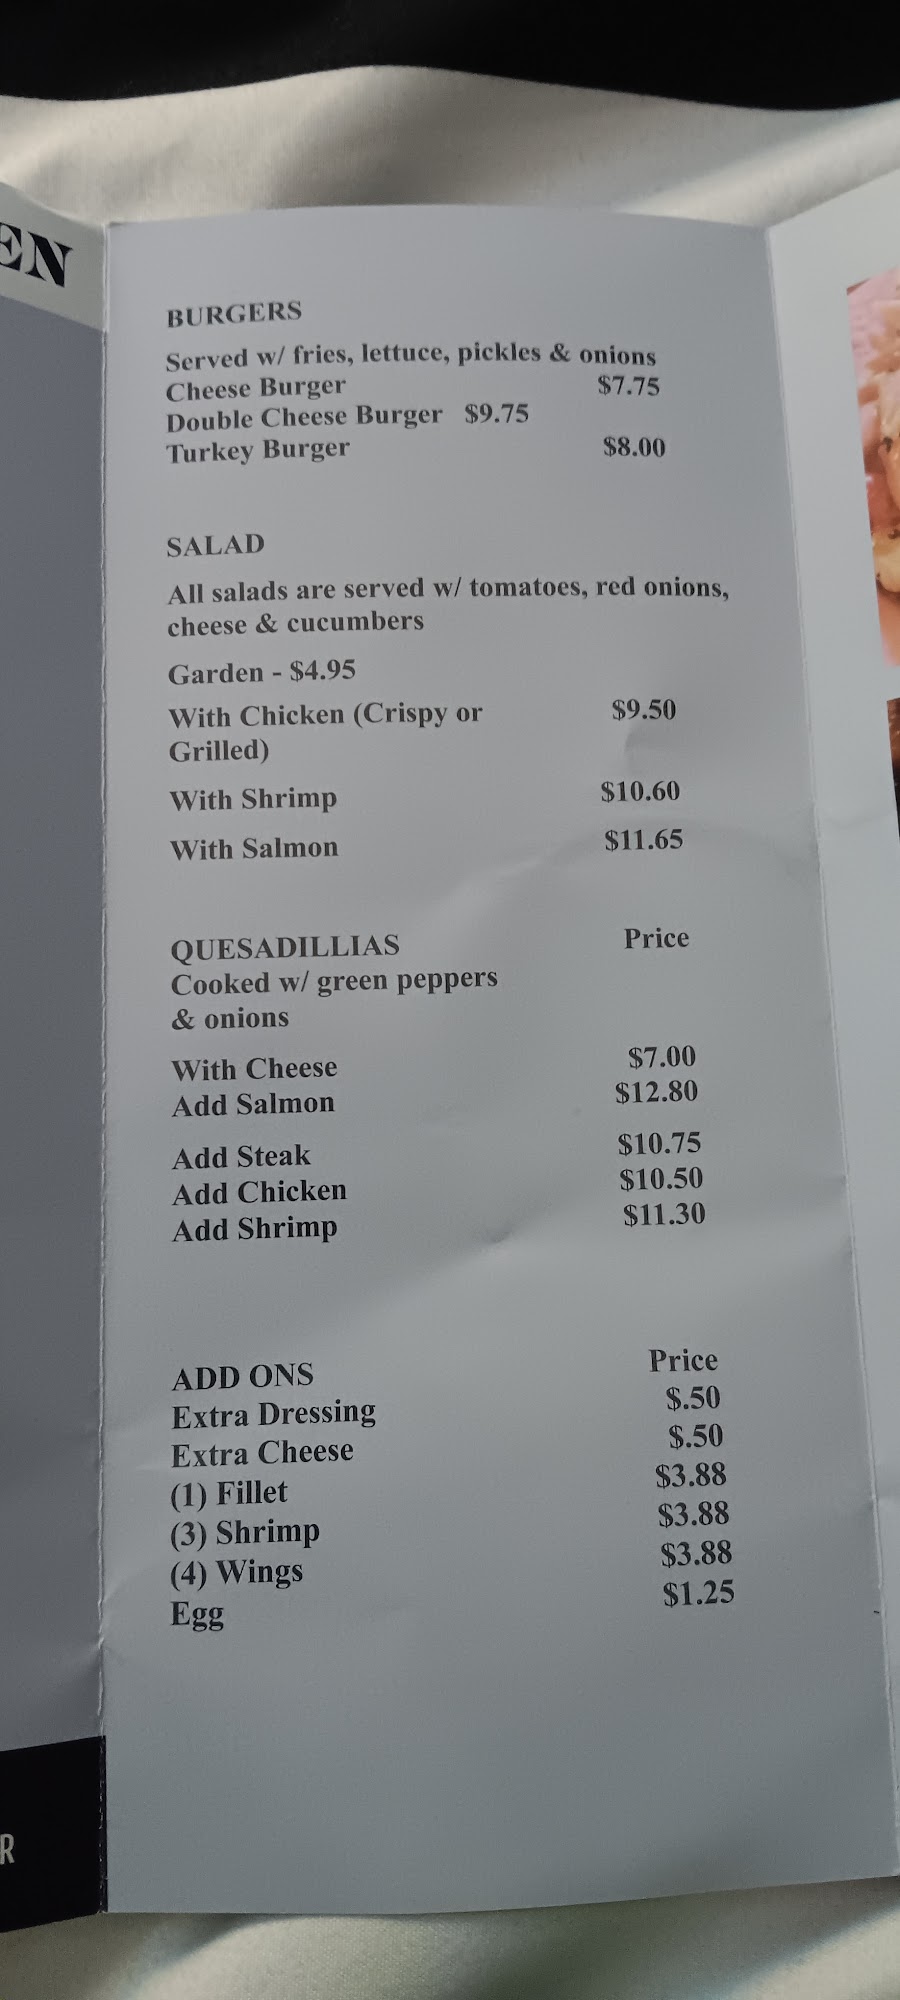 EN
BURGERS
Served w/ fries, lettuce, pickles & onions
Cheese Burger $7.75
Double Cheese Burger $9.75
Turkey Burger $8.00
SALAD
All salads are served w/ tomatoes, red onions,
cheese & cucumbers
Garden - $4.95
With Chicken (Crispy or $9.50
Grilled)
With Shrimp $10.60
With Salmon $11.65
QUESADILLIAS Price
Cooked w/ green peppers
& onions
With Cheese $7.00
Add Salmon $12.80
Add Steak $10.75
Add Chicken $10.50
Add Shrimp $11.30
ADD ONS Price
Extra Dressing $.50
Extra Cheese $.50
(1) Fillet $3.88
(3) Shrimp $3.88
(4) Wings $3.88
Egg $1.25
R